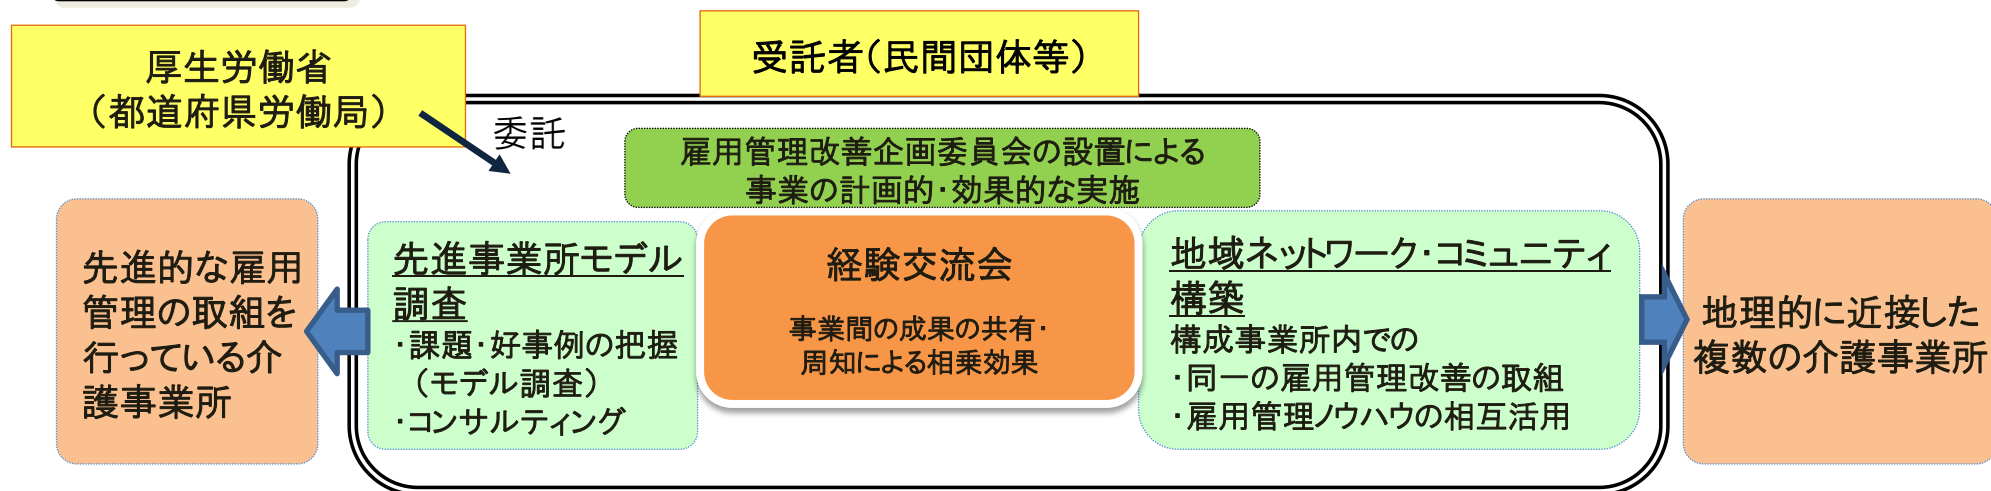 厚生労働省
（都道府県労働局）
受託者（民間団体等）
委託
雇用管理改善企画委員会の設置による
事業の計画的・効果的な実施
先進的な雇用
管理の取組を
行っている介
護事業所
先進事業所モデル
調査
・課題・好事例の把握
（モデル調査）
・コンサルティング
経験交流会
事業間の成果の共有・
周知による相乗効果
地域ネットワーク・コミュニティ
構築
構成事業所内での
・同一の雇用管理改善の取組
・雇用管理ノウハウの相互活用
地理的に近接した
複数の介護事業所